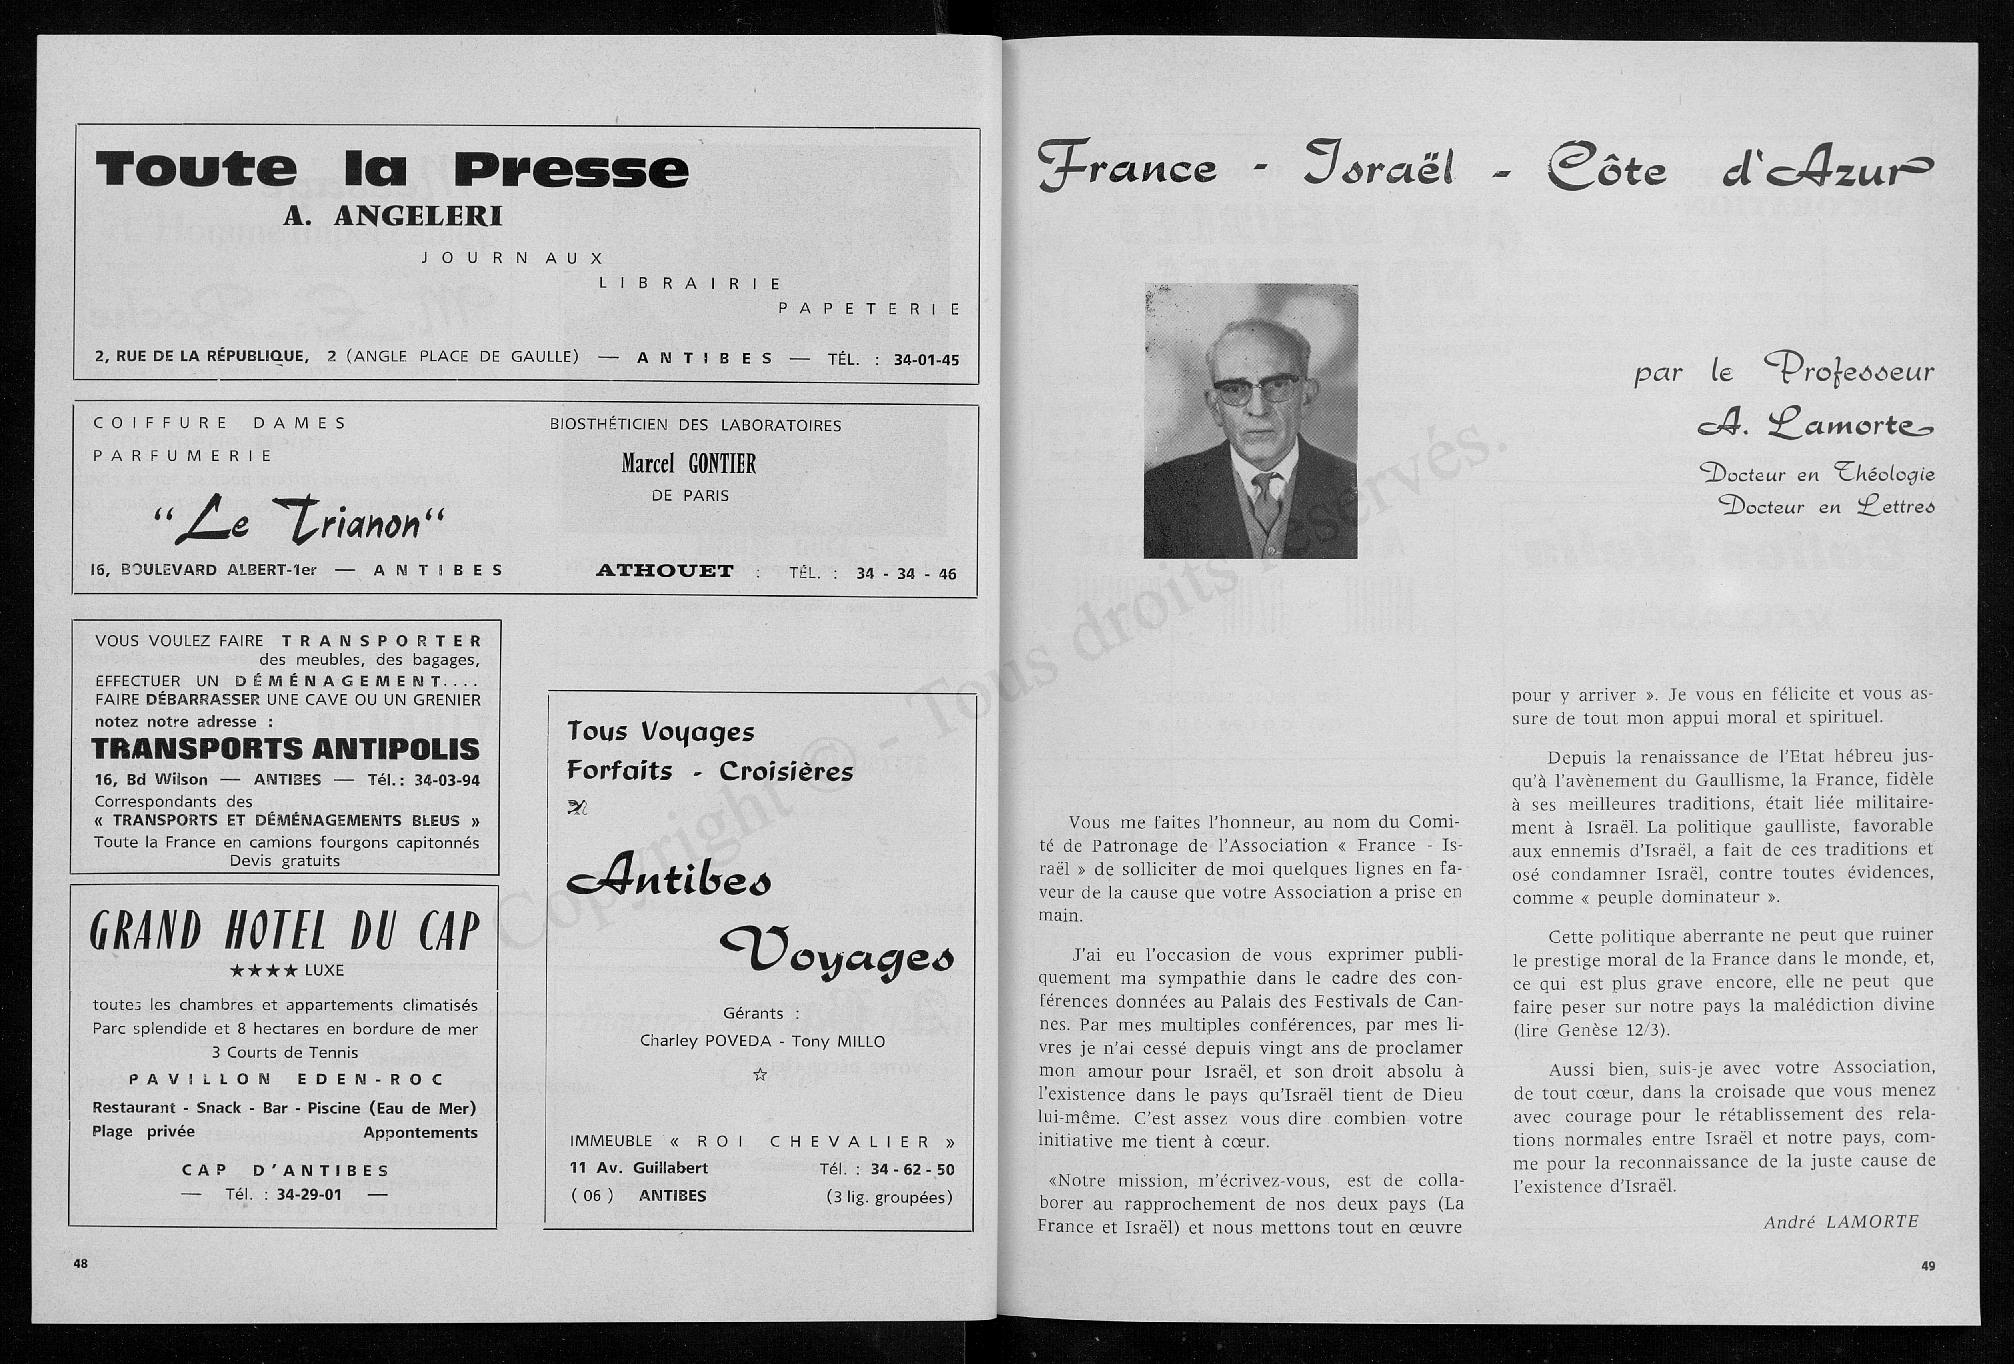 Toute la Presse
A. ANGELERI
JOURNAUX
LIBRAIRIE
PAPETERIE
2, RUE DE LA RÉPUBLIQUE, 2 (ANGLE PLACE DE GAULLE) — ANTIBES — TÉL. : 34-01-45
COIFFURE DAMES
PARFUMERIE
“ Le Trianon “
16, BOULEVARD ALBERT-1er — ANTIBES
BIOSTHÉTICIEN DES LABORATOIRES
Marcel GONTIER
DE PARIS
ATHOUET : TÉL. : 34 - 34 - 46
VOUS VOULEZ FAIRE TRANSPORTER
des meubles, des bagages,
EFFECTUER UN DÉMÉNAGEMENT....
FAIRE DÉBARRASSER UNE CAVE OU UN GRENIER
notez notre adresse :
TRANSPORTS ANTIPOLIS
16, Bd Wilson — ANTIBES — Tél. : 34-03-94
Correspondants des
« TRANSPORTS ET DÉMÉNAGEMENTS BLEUS »
Toute la France en camions fourgons capitonnés
Devis gratuits
GRAND HOTEL DU CAP
★★★★ LUXE
toutes les chambres et appartements climatisés
Parc splendide et 8 hectares en bordure de mer
3 Courts de Tennis
PAVILLON EDEN-ROC
Restaurant - Snack - Bar - Piscine (Eau de Mer)
Plage privée Appontements
CAP D'ANTIBES
— Tél. : 34-29-01 —
Tous Voyages
Forfaits - Croisières
Antibes
Voyages
Gérants :
Charley POVEDA - Tony MILLO
☆
IMMEUBLE « ROI CHEVALIER »
11 Av. Guillabert Tél. : 34 - 62 - 50
( 06 ) ANTIBES (3 lig. groupées)
48
France - Israël - Côte d'Azur
par le Professeur
A. Lamorte
Docteur en Théologie
Docteur en Lettres
Vous me faites l'honneur, au nom du Comi-
té de Patronage de l'Association « France - Is-
raël » de solliciter de moi quelques lignes en fa-
veur de la cause que votre Association a prise en
main.
J'ai eu l'occasion de vous exprimer publi-
quement ma sympathie dans le cadre des con-
férences données au Palais des Festivals de Can-
nes. Par mes multiples conférences, par mes li-
vres je n'ai cessé depuis vingt ans de proclamer
mon amour pour Israël, et son droit absolu à
l'existence dans le pays qu'Israël tient de Dieu
lui-même. C'est assez vous dire combien votre
initiative me tient à cœur.
«Notre mission, m'écrivez-vous, est de colla-
borer au rapprochement de nos deux pays (La
France et Israël) et nous mettons tout en œuvre
pour y arriver ». Je vous en félicite et vous as-
sure de tout mon appui moral et spirituel.
Depuis la renaissance de l'Etat hébreu jus-
qu'à l'avènement du Gaullisme, la France, fidèle
à ses meilleures traditions, était liée militaire-
ment à Israël. La politique gaulliste, favorable
aux ennemis d'Israël, a fait de ces traditions et
osé condamner Israël, contre toutes évidences,
comme « peuple dominateur ».
Cette politique aberrante ne peut que ruiner
le prestige moral de la France dans le monde, et,
ce qui est plus grave encore, elle ne peut que
faire peser sur notre pays la malédiction divine
(lire Genèse 12/3).
Aussi bien, suis-je avec votre Association,
de tout cœur, dans la croisade que vous menez
avec courage pour le rétablissement des rela-
tions normales entre Israël et notre pays, com-
me pour la reconnaissance de la juste cause de
l'existence d'Israël.
André LAMORTE
49
Copyright © - Tous droits réservés.